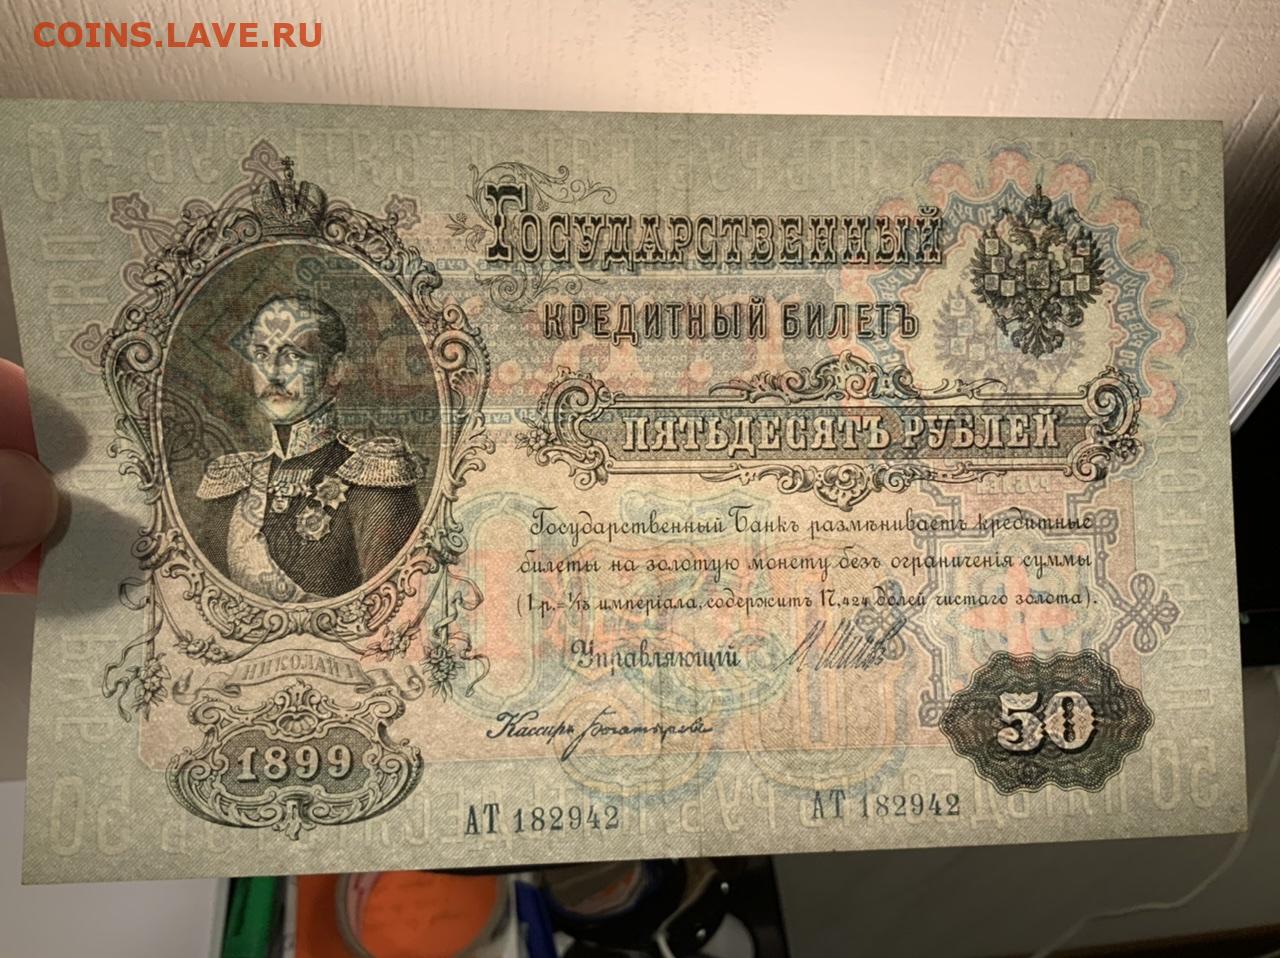 COINS.LAVE.RU
ГОСУДАРСТВЕННЫЙ
КРЕДИТНЫЙ БИЛЕТЪ
ПЯТЬДЕСЯТЪ РУБЛЕЙ
Государственный Банкъ размѣниваетъ кредитные
билеты на золотую монету безъ ограниченія суммы
(1 р.=1/15 имперіала, содержитъ 17,424 долей чистаго золота).
Управляющій
Кассиръ
НИКОЛАЙ I
1899
50
АТ 182942
АТ 182942